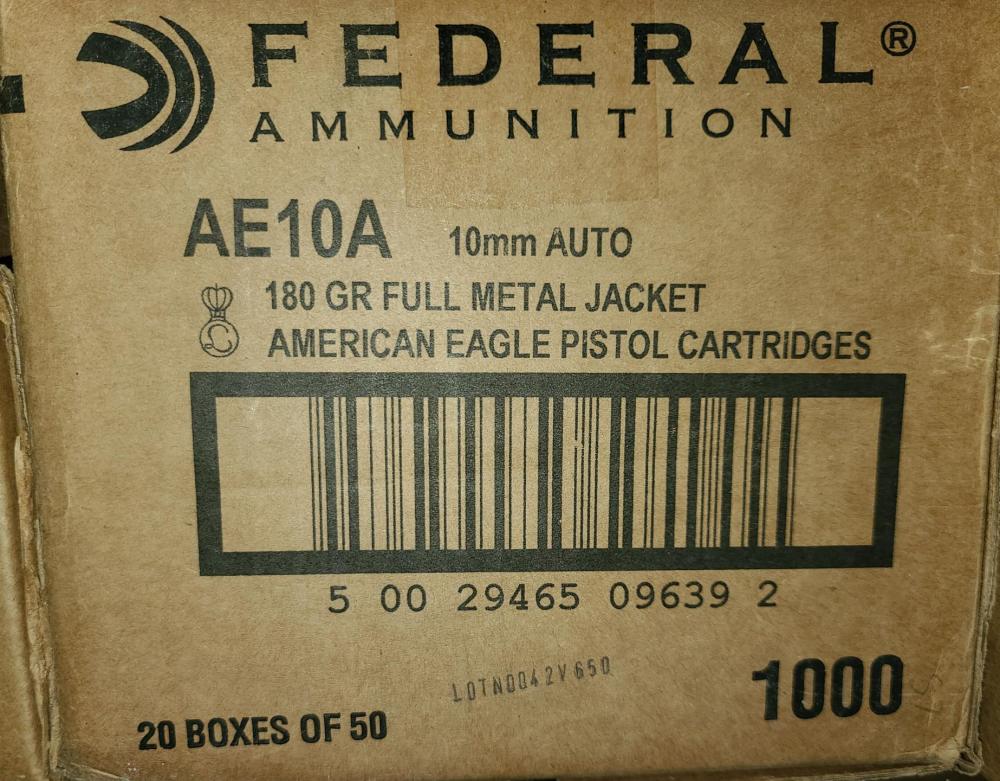 FEDERAL®
AMMUNITION
AE10A 10mm AUTO
180 GR FULL METAL JACKET
AMERICAN EAGLE PISTOL CARTRIDGES
5 00 29465 09639 2
LOTN0042V650
1000
20 BOXES OF 50